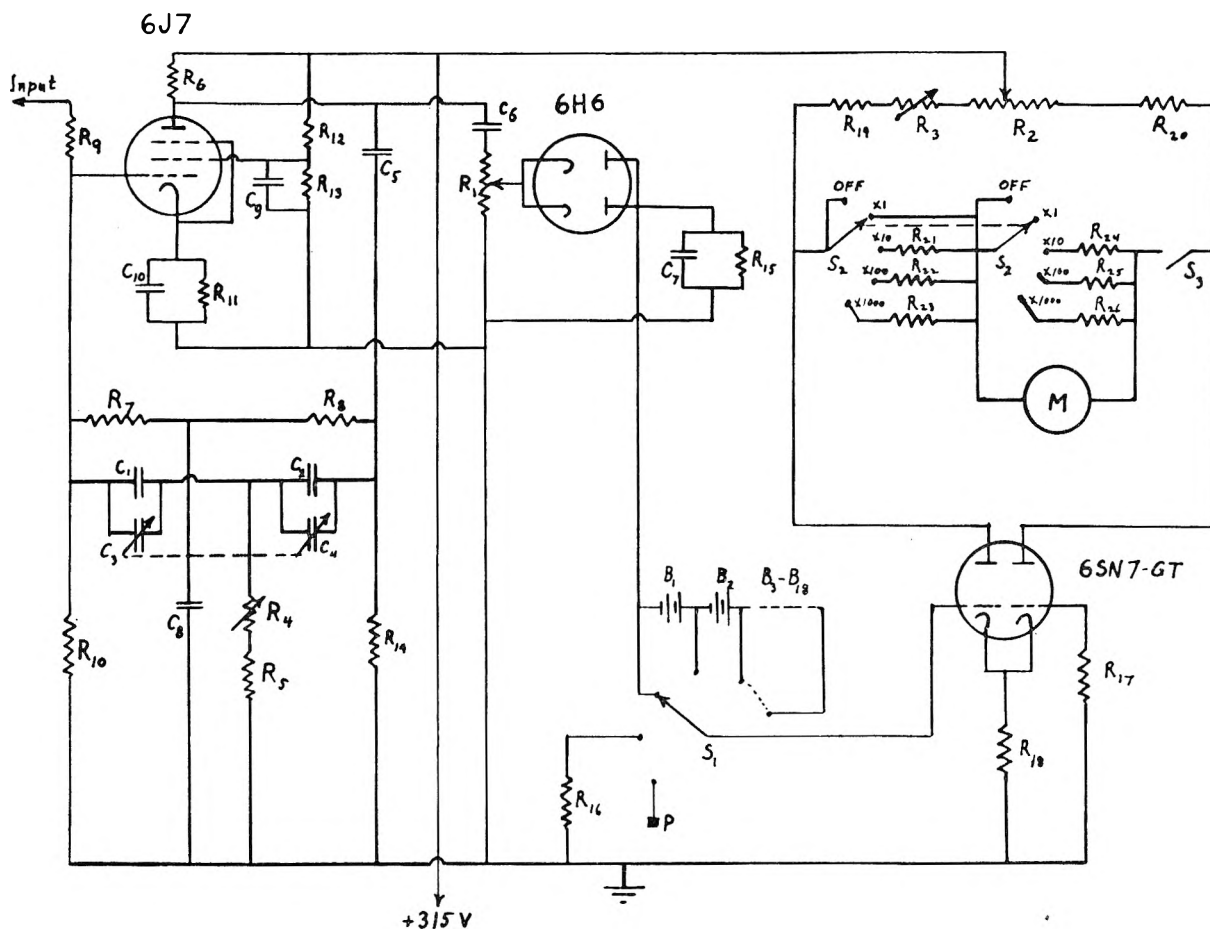 6J7
Input
R6
R9
R12
R13
C9
C5
C6
R1
6H6
C10
R11
C7
R15
R19
R3
R2
R20
OFF
OFF
X1
X1
X10
R21
X10
R24
S2
S2
S3
X100
R22
X100
R25
X1000
R23
X1000
R26
M
R7
R8
C1
C2
C3
C4
C8
R4
R5
R10
R14
B1
B2
B3-B18
6SN7-GT
R17
S1
R18
R16
P
+315 V